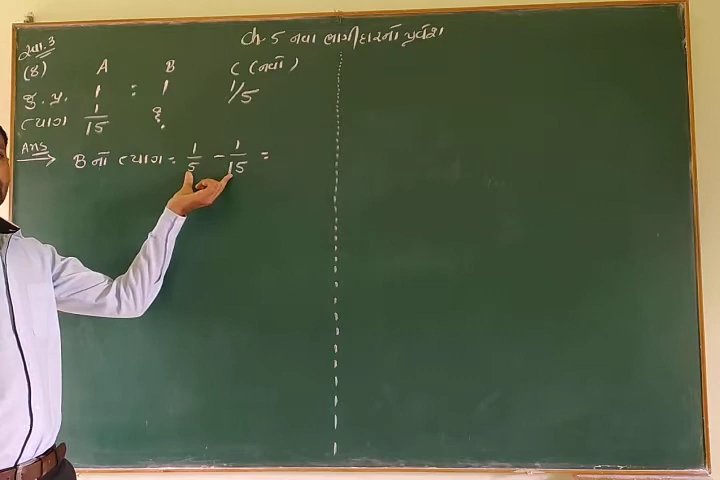 Ch 5 નવા ભાગીદારનો પ્રવેશ
સ્વા.3
(8) A B C (નવો)
જુ. પ્ર. 1 : 1 1/5
ત્યાગ 1/15 ?
Ans
B નો ત્યાગ = 1/5 - 1/15 =